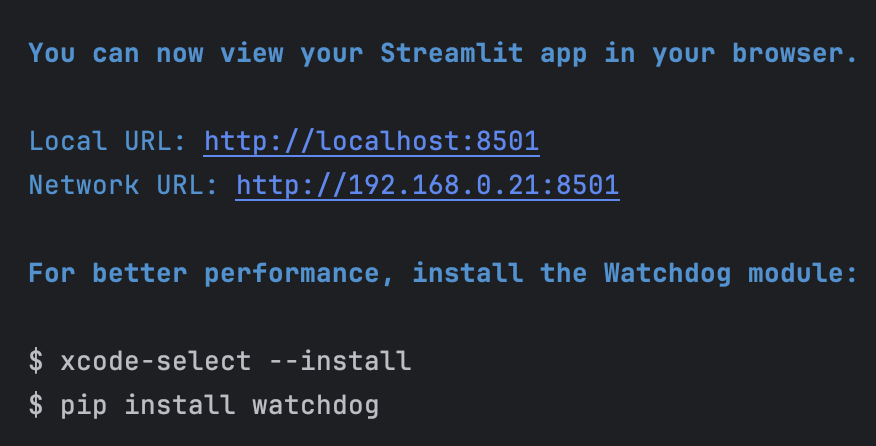 You can now view your Streamlit app in your browser.
Local URL: http://localhost:8501
Network URL: http://192.168.0.21:8501
For better performance, install the Watchdog module:
$ xcode-select --install
$ pip install watchdog